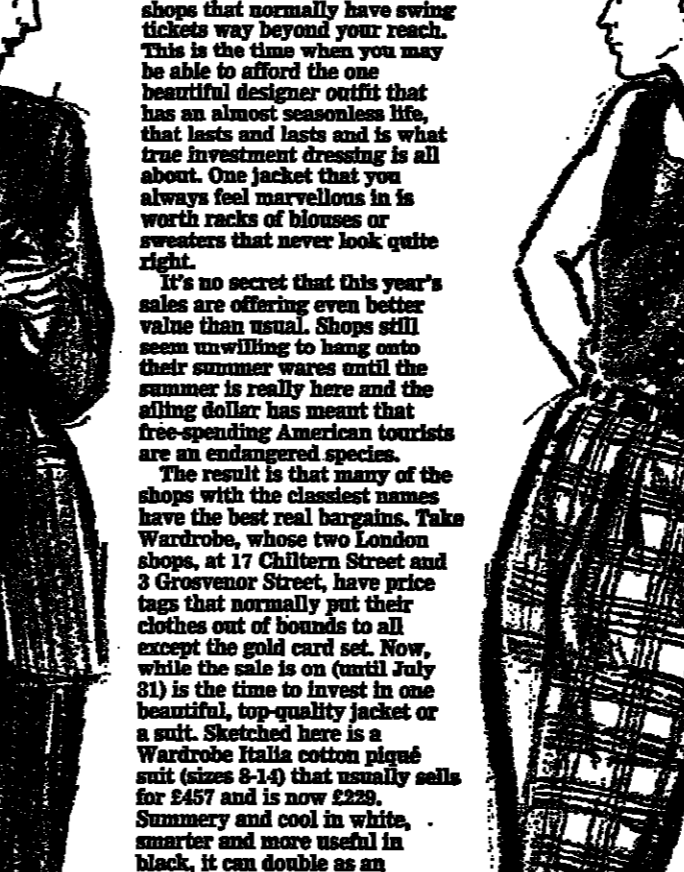 shops that normally have swing
tickets way beyond your reach.
This is the time when you may
be able to afford the one
beautiful designer outfit that
has an almost seasonless life,
that lasts and lasts and is what
true investment dressing is all
about. One jacket that you
always feel marvellous in is
worth racks of blouses or
sweaters that never look quite
right.
It's no secret that this year's
sales are offering even better
value than usual. Shops still
seem unwilling to hang onto
their summer wares until the
summer is really here and the
ailing dollar has meant that
free-spending American tourists
are an endangered species.
The result is that many of the
shops with the classiest names
have the best real bargains. Take
Wardrobe, whose two London
shops, at 17 Chiltern Street and
3 Grosvenor Street, have price
tags that normally put their
clothes out of bounds to all
except the gold card set. Now,
while the sale is on (until July
31) is the time to invest in one
beautiful, top-quality jacket or
a suit. Sketched here is a
Wardrobe Italia cotton piqué
suit (sizes 8-14) that usually sells
for £457 and is now £229.
Summery and cool in white,
smarter and more useful in
black, it can double as an